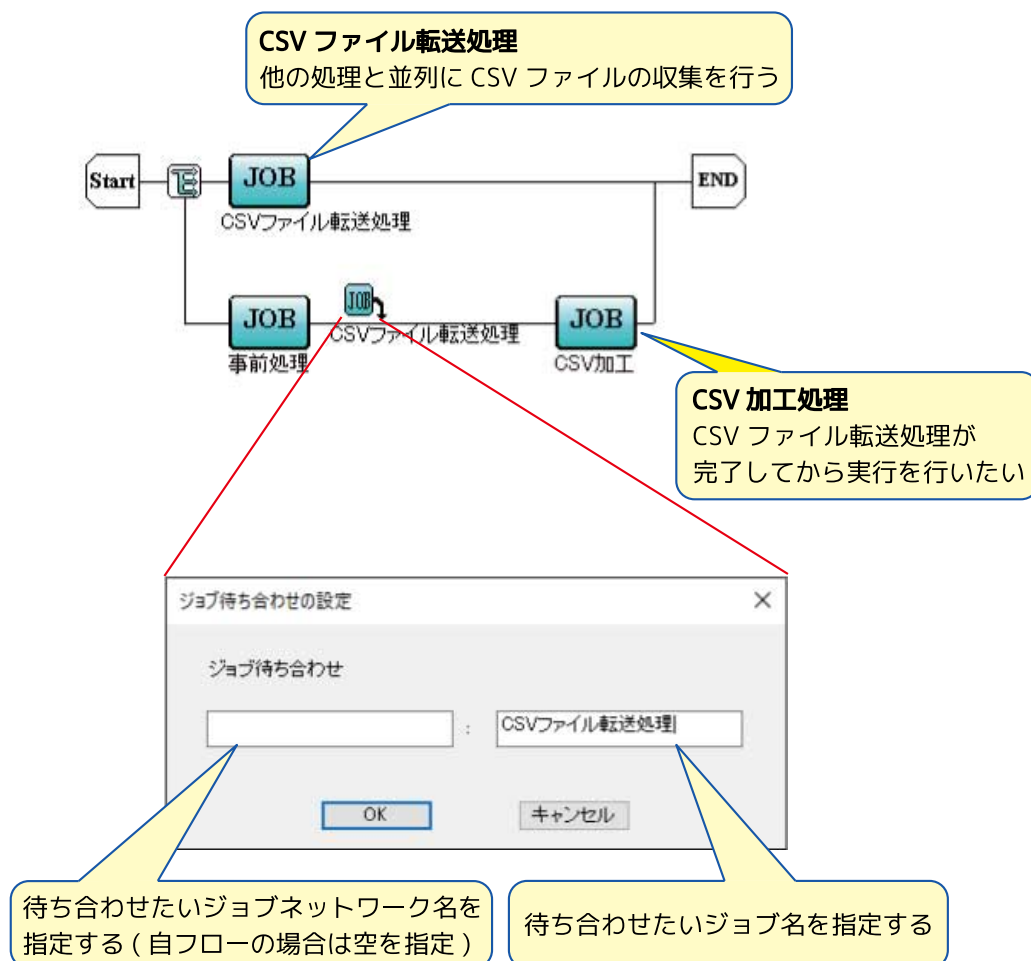 CSV ファイル転送処理
他の処理と並列に CSV ファイルの収集を行う
Start
JOB
END
CSVファイル転送処理
JOB
JOB
JOB
CSVファイル転送処理
事前処理
CSV加工
CSV 加工処理
CSV ファイル転送処理が
完了してから実行を行いたい
ジョブ待ち合わせの設定
ジョブ待ち合わせ
:
CSVファイル転送処理
OK
キャンセル
待ち合わせたいジョブネットワーク名を
指定する ( 自フローの場合は空を指定 )
待ち合わせたいジョブ名を指定する